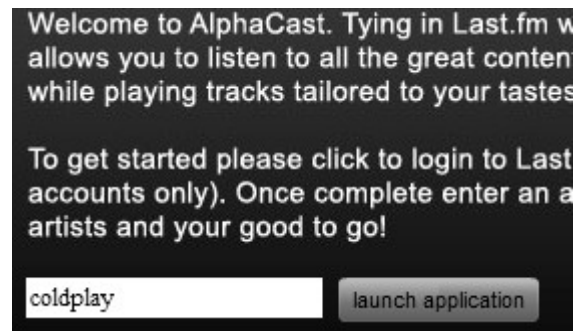 Welcome to AlphaCast. Tying in Last.fm w
allows you to listen to all the great conten
while playing tracks tailored to your tastes
To get started please click to login to Last
accounts only). Once complete enter an a
artists and your good to go!
coldplay launch application